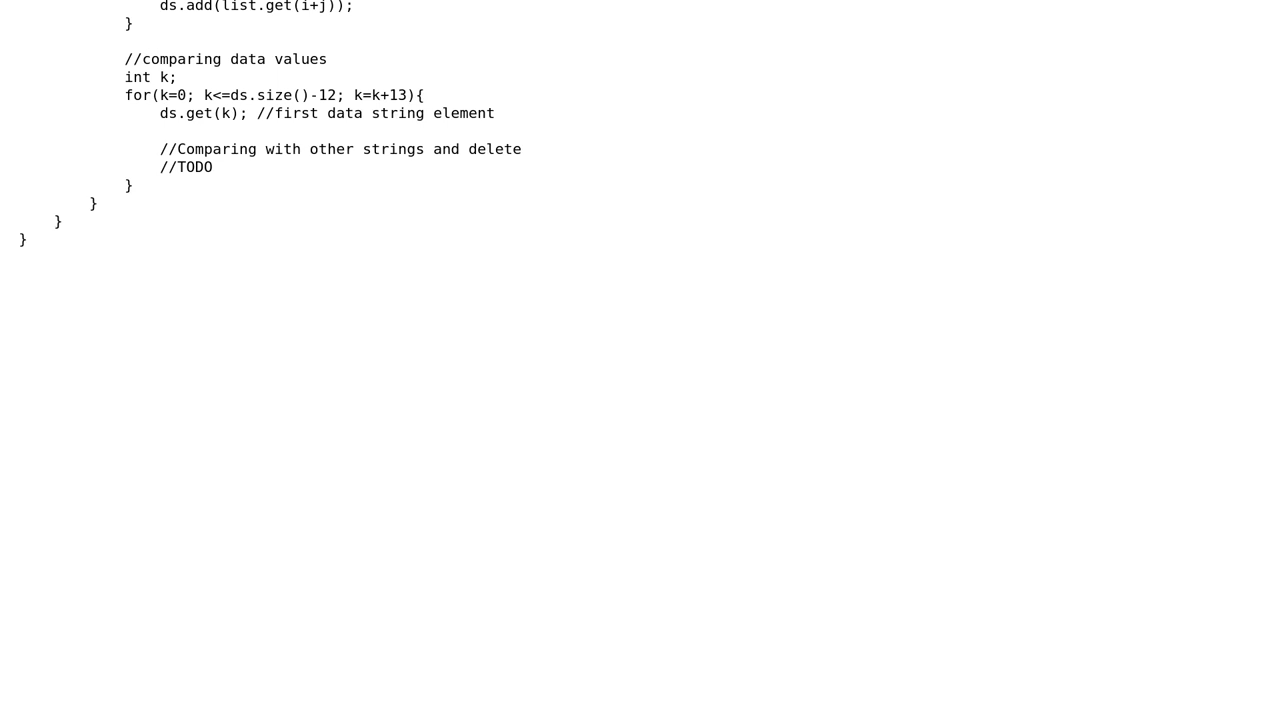 ds.add(list.get(i+j));
            }

            //comparing data values
            int k;
            for(k=0; k<=ds.size()-12; k=k+13){
                ds.get(k); //first data string element

                //Comparing with other strings and delete
                //TODO
            }
        }
    }
}